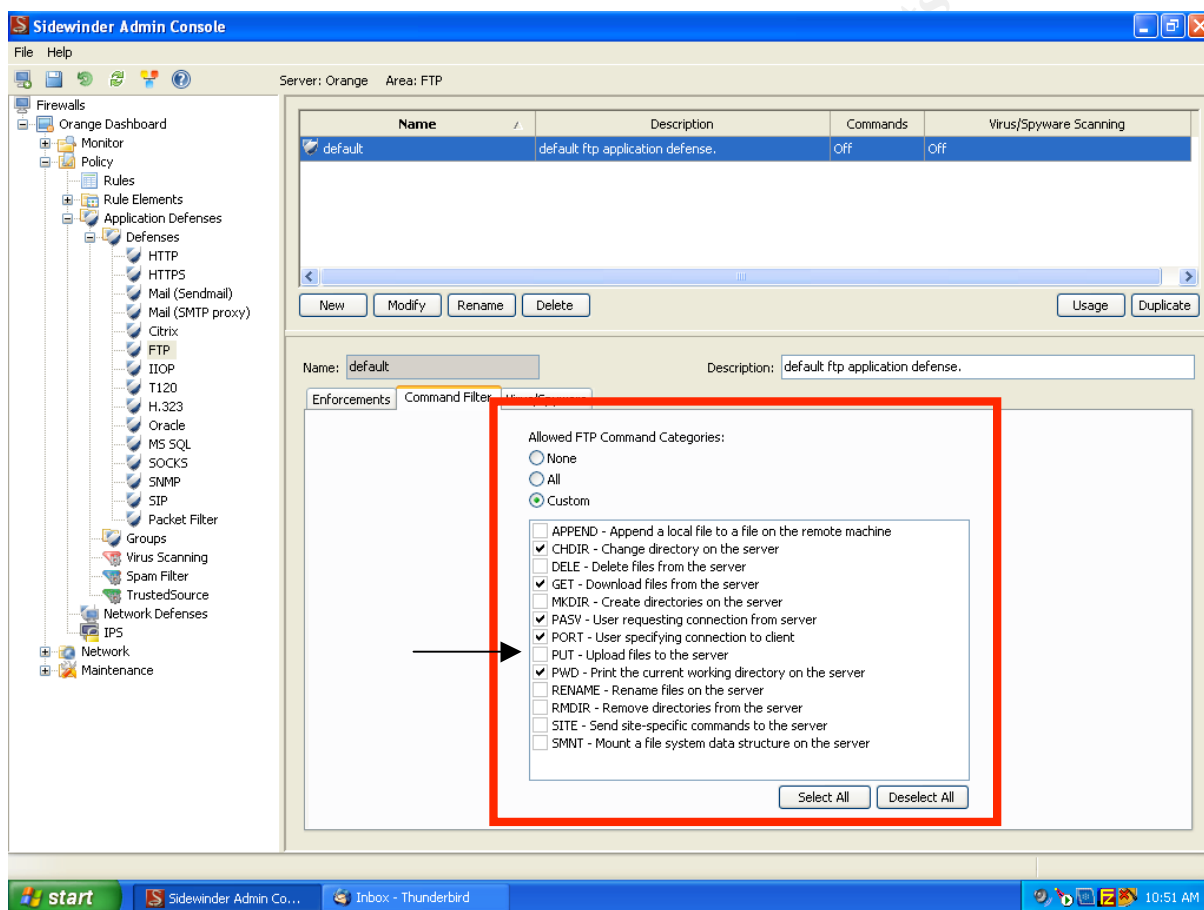 Sidewinder Admin Console
File Help
Server: Orange Area: FTP
Firewalls
Orange Dashboard
Monitor
Policy
Rules
Rule Elements
Application Defenses
Defenses
HTTP
HTTPS
Mail (Sendmail)
Mail (SMTP proxy)
Citrix
FTP
IIOP
T120
H.323
Oracle
MS SQL
SOCKS
SNMP
SIP
Packet Filter
Groups
Virus Scanning
Spam Filter
TrustedSource
Network Defenses
IPS
Network
Maintenance
Name Description Commands Virus/Spyware Scanning
default default ftp application defense. Off Off
New Modify Rename Delete Usage Duplicate
Name: default Description: default ftp application defense.
Enforcements Command Filter Virus/Spyware
Allowed FTP Command Categories:
None
All
Custom
APPEND - Append a local file to a file on the remote machine
CHDIR - Change directory on the server
DELE - Delete files from the server
GET - Download files from the server
MKDIR - Create directories on the server
PASV - User requesting connection from server
PORT - User specifying connection to client
PUT - Upload files to the server
PWD - Print the current working directory on the server
RENAME - Rename files on the server
RMDIR - Remove directories from the server
SITE - Send site-specific commands to the server
SMNT - Mount a file system data structure on the server
Select All Deselect All
start Sidewinder Admin Co... Inbox - Thunderbird 10:51 AM